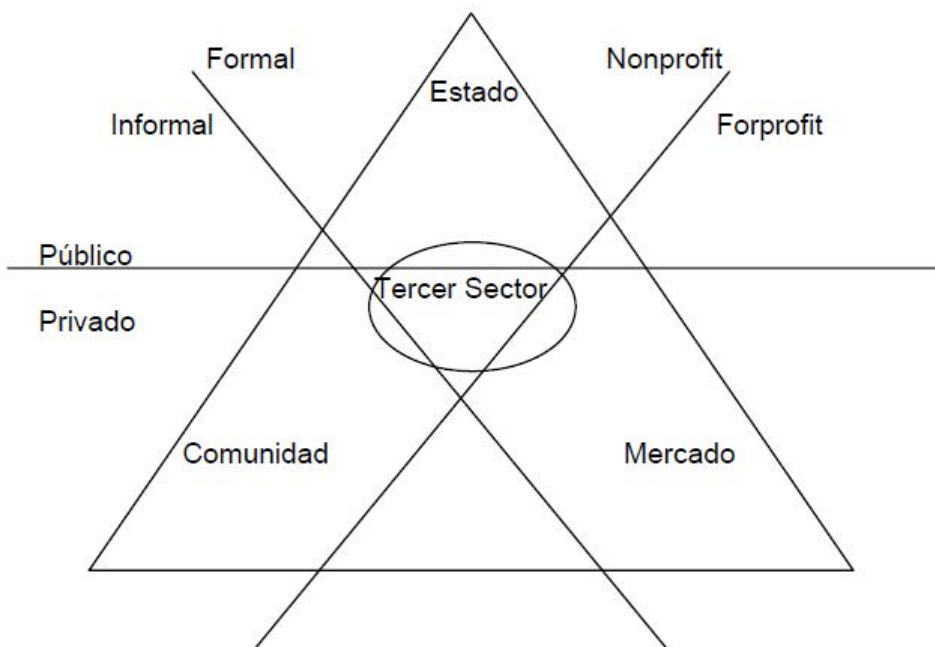 Formal
Nonprofit
Estado
Informal
Forprofit
Público
Tercer Sector
Privado
Comunidad
Mercado